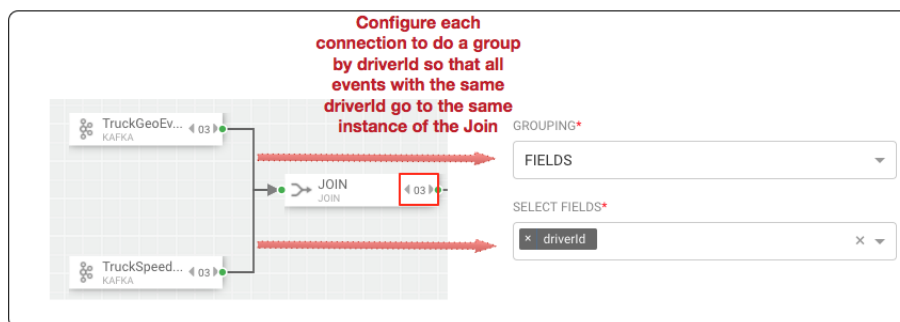 Configure each
connection to do a group
by driverId so that all
events with the same
driverId go to the same
instance of the Join
TruckGeoEv... 03
KAFKA
JOIN 03
JOIN
TruckSpeed... 03
KAFKA
GROUPING*
FIELDS
SELECT FIELDS*
× driverId ×